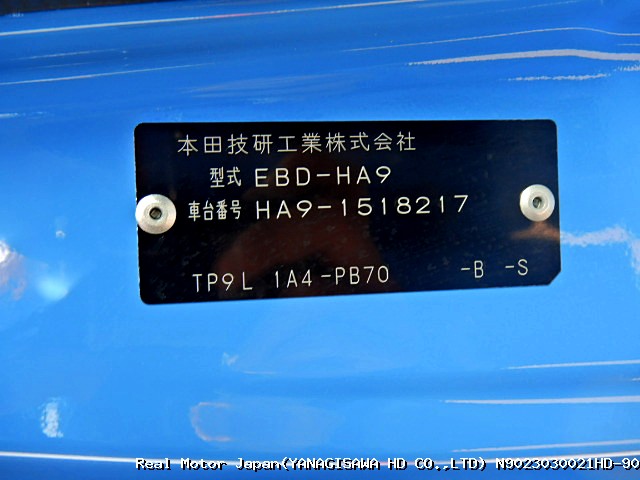 本田技研工業株式会社
型式 EBD-HA9
車台番号 HA9-1518217
TP9L 1A4-PB70 -B -S
Real Motor Japan(YANAGISAWA HD CO.,LTD) N9023030021HD-90